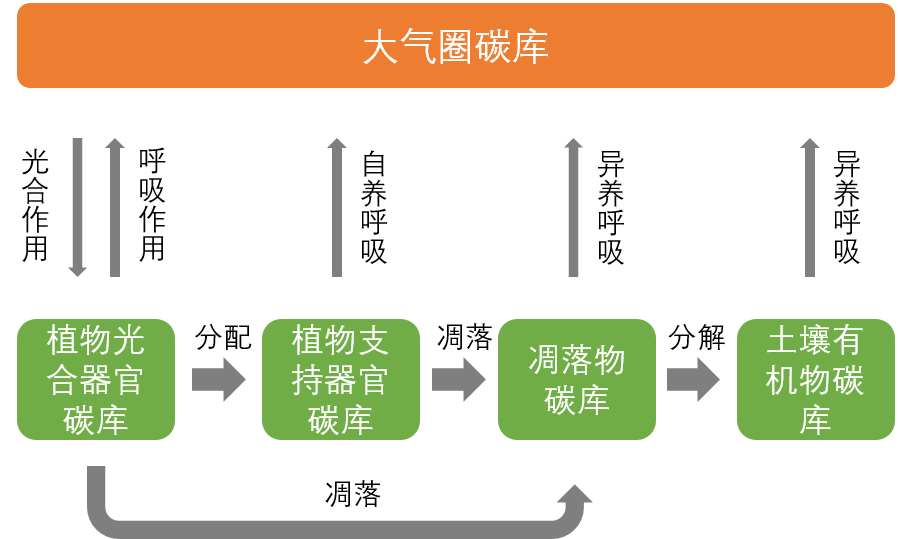 大气圈碳库
光合作用
呼吸作用
自养呼吸
异养呼吸
异养呼吸
植物光
合器官
碳库
分配
植物支
持器官
碳库
凋落
凋落物
碳库
分解
土壤有
机物碳
库
凋落